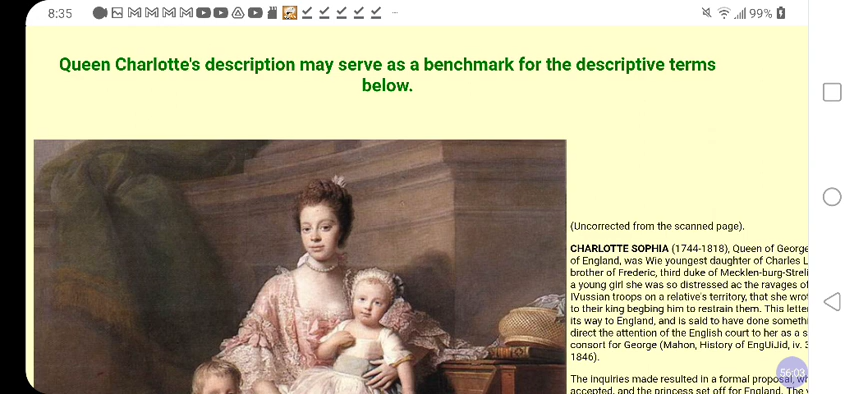 8:35
99%
Queen Charlotte's description may serve as a benchmark for the descriptive terms
below.
(Uncorrected from the scanned page).
CHARLOTTE SOPHIA (1744-1818), Queen of George
of England, was Wie youngest daughter of Charles L
brother of Frederic, third duke of Mecklen-burg-Streli
a young girl she was so distressed ac the ravages of
IVussian troops on a relative's territory, that she wrot
to their king begbing him to restrain them. This letter
its way to England, and is said to have done somethi
direct the attention of the English court to her as a s
consort for George (Mahon, History of EngUiJid, iv. 3
1846).
The inquiries made resulted in a formal proposal, wh
accepted, and the princess set off for England. The v
56:03